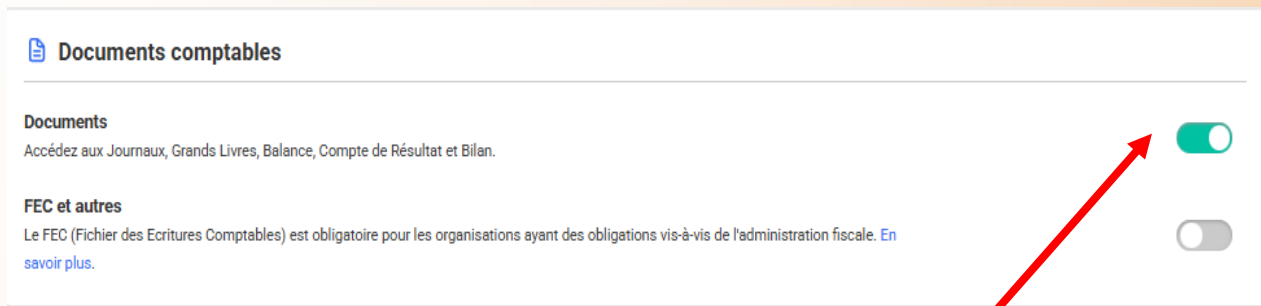 Documents comptables
Documents
Accédez aux Journaux, Grands Livres, Balance, Compte de Résultat et Bilan.
FEC et autres
Le FEC (Fichier des Ecritures Comptables) est obligatoire pour les organisations ayant des obligations vis-à-vis de l'administration fiscale. En
savoir plus.